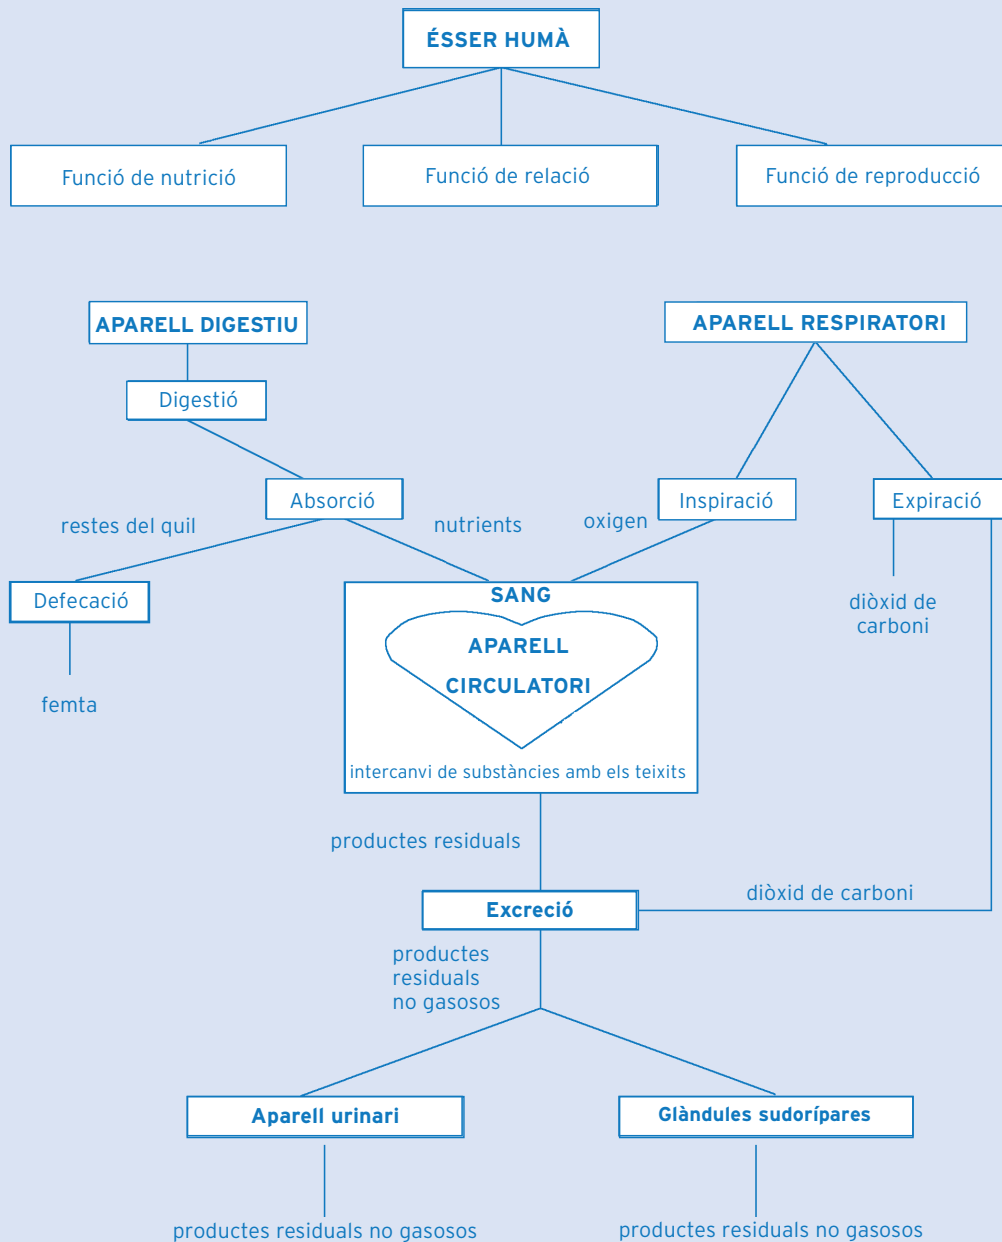 ÉSSER HUMÀ
Funció de nutrició
Funció de relació
Funció de reproducció
APARELL DIGESTIU
APARELL RESPIRATORI
Digestió
Absorció
Inspiració
Expiració
restes del quil
nutrients
oxigen
Defecació
SANG
diòxid de
carboni
APARELL
CIRCULATORI
femta
intercanvi de substàncies amb els teixits
productes residuals
Excreció
diòxid de carboni
productes
residuals
no gasosos
Aparell urinari
Glàndules sudorípares
productes residuals no gasosos
productes residuals no gasosos